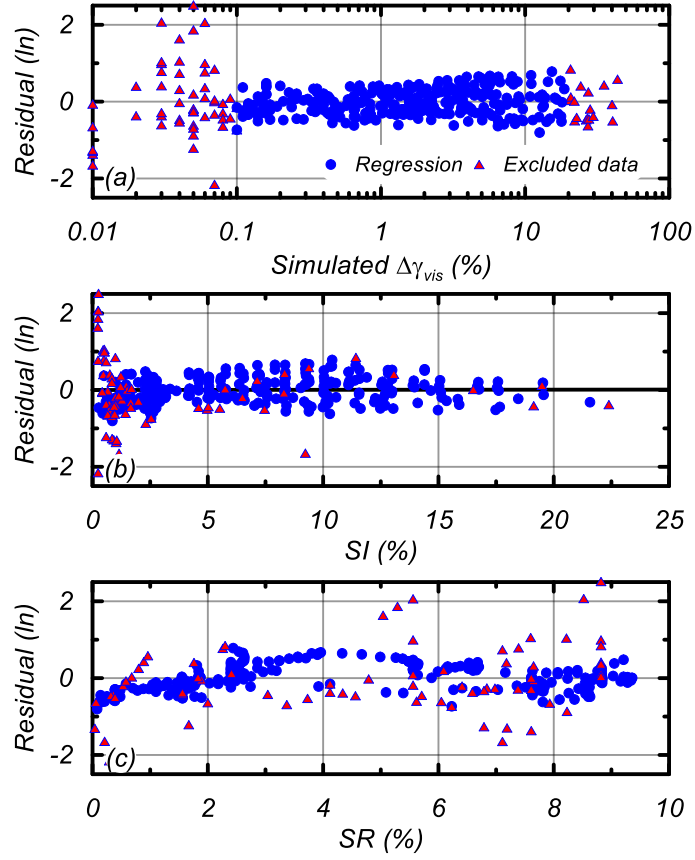 2
0
-2
Residual (ln)
(a)
Regression
Excluded data
0.01
0.1
1
10
100
Simulated Δγvis (%)
2
0
-2
Residual (ln)
(b)
0
5
10
15
20
25
SI (%)
2
0
-2
Residual (ln)
(c)
0
2
4
6
8
10
SR (%)